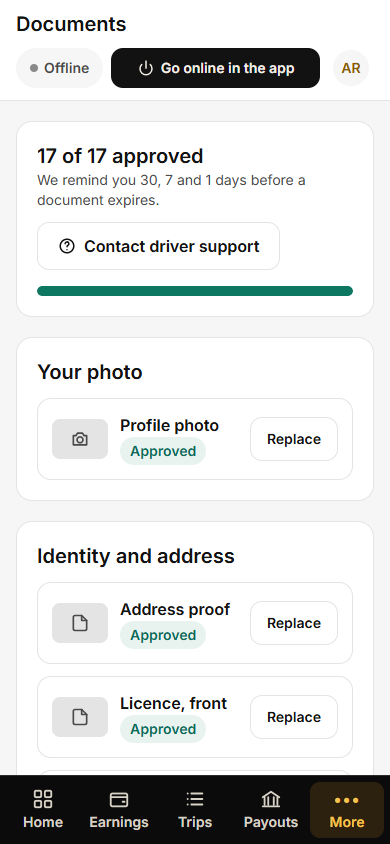 Documents
Offline
Go online in the app
AR
17 of 17 approved
We remind you 30, 7 and 1 days before a
document expires.
Contact driver support
Your photo
Profile photo
Approved
Replace
Identity and address
Address proof
Approved
Replace
Licence, front
Approved
Replace
Home
Earnings
Trips
Payouts
More